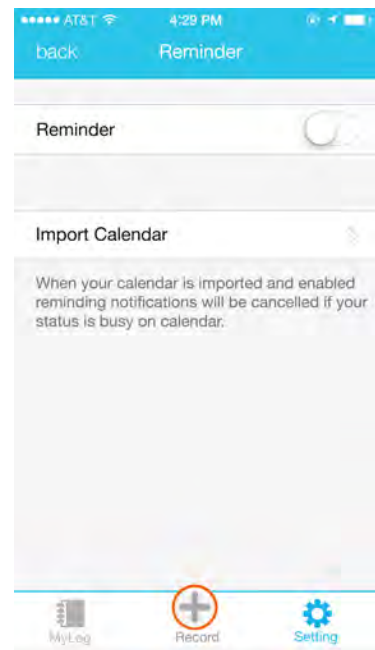 AT&T 4:29 PM
back Reminder
Reminder
Import Calendar
When your calendar is imported and enabled
reminding notifications will be cancelled if your
status is busy on calendar.
MyLog Record Setting